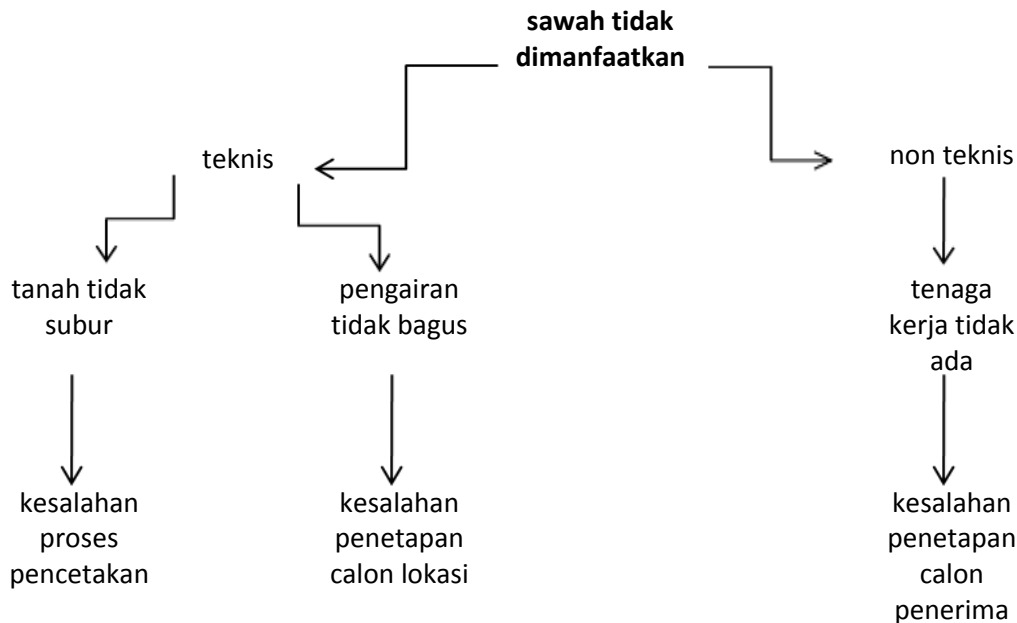 sawah tidak
dimanfaatkan
teknis
non teknis
tanah tidak
subur
pengairan
tidak bagus
tenaga
kerja tidak
ada
kesalahan
proses
pencetakan
kesalahan
penetapan
calon lokasi
kesalahan
penetapan
calon
penerima